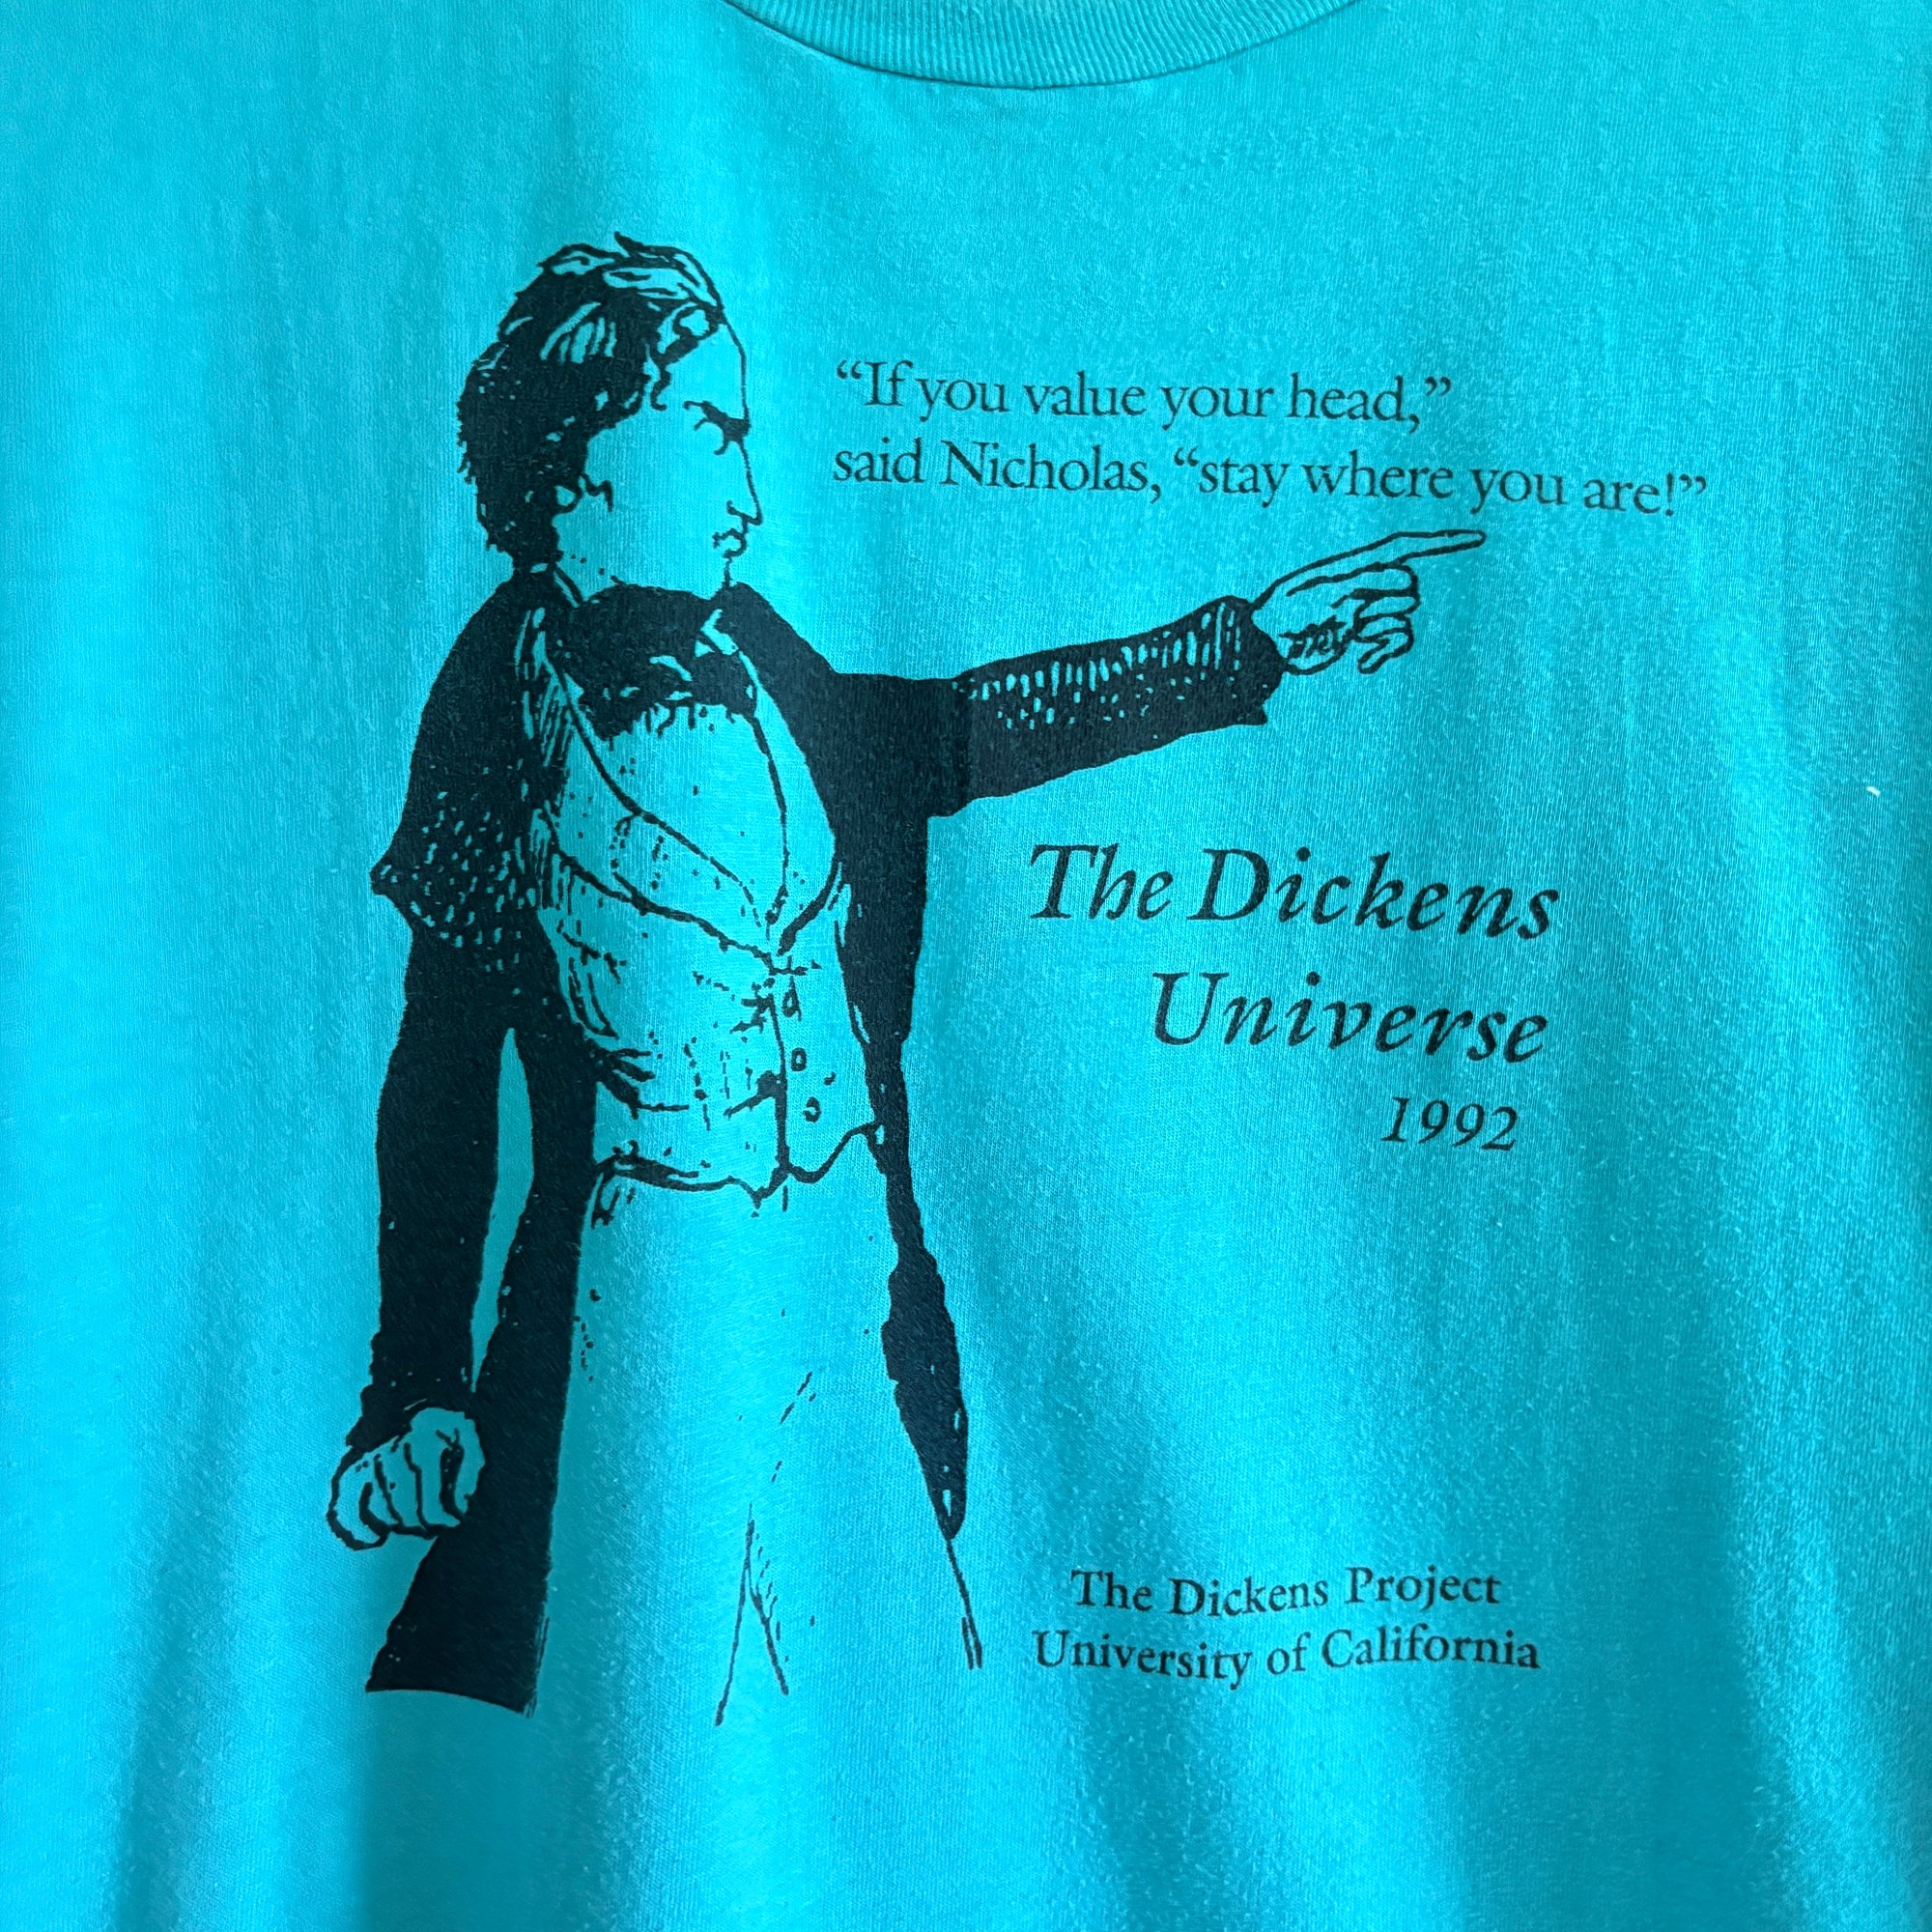 “If you value your head,”
said Nicholas, “stay where you are!”
The Dickens
Universe
1992
The Dickens Project
University of California